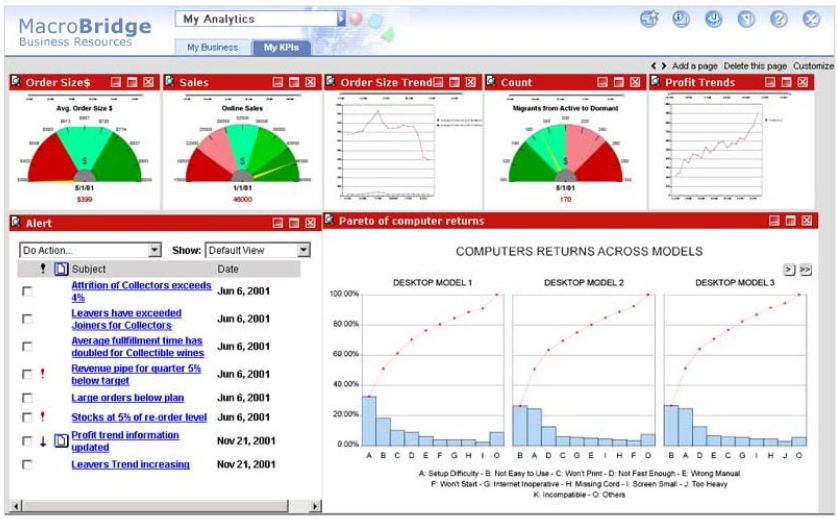 MacroBridge
Business Resources
My Analytics
My Business
My KPIs
Add a page Delete this page Customize
Order Size$
Sales
Order Size Trend
Count
Profit Trends
Avg. Order Size $
$
5/1/01
$399
Online Sales
$
1/1/01
46000
Migrants from Active to Dormant
$
5/1/01
170
Alert
Do Action...
Show:
Default View
! Subject Date
Attrition of Collectors exceeds 4% Jun 6, 2001
Leavers have exceeded
Joiners for Collectors Jun 6, 2001
Average fullfillment time has
doubled for Collectible wines Jun 6, 2001
! Revenue pipe for quarter 5%
below target Jun 6, 2001
Large orders below plan Jun 6, 2001
! Stocks at 5% of re-order level Jun 6, 2001
Profit trend information
updated Nov 21, 2001
Leavers Trend increasing Nov 21, 2001
Pareto of computer returns
COMPUTERS RETURNS ACROSS MODELS
> >>
DESKTOP MODEL 1
DESKTOP MODEL 2
DESKTOP MODEL 3
100.00%
80.00%
60.00%
40.00%
20.00%
0.00%
A B C D E F G H I O
B A D C E G I H F O
B A D C E G I H J O
A: Setup Difficulty - B: Not Easy to Use - C: Won't Print - D: Not Fast Enough - E: Wrong Manual
F: Won't Start - G: Internet Inoperative - H: Missing Cord - I: Screen Small - J: Too Heavy
K: Incompatible - O: Others